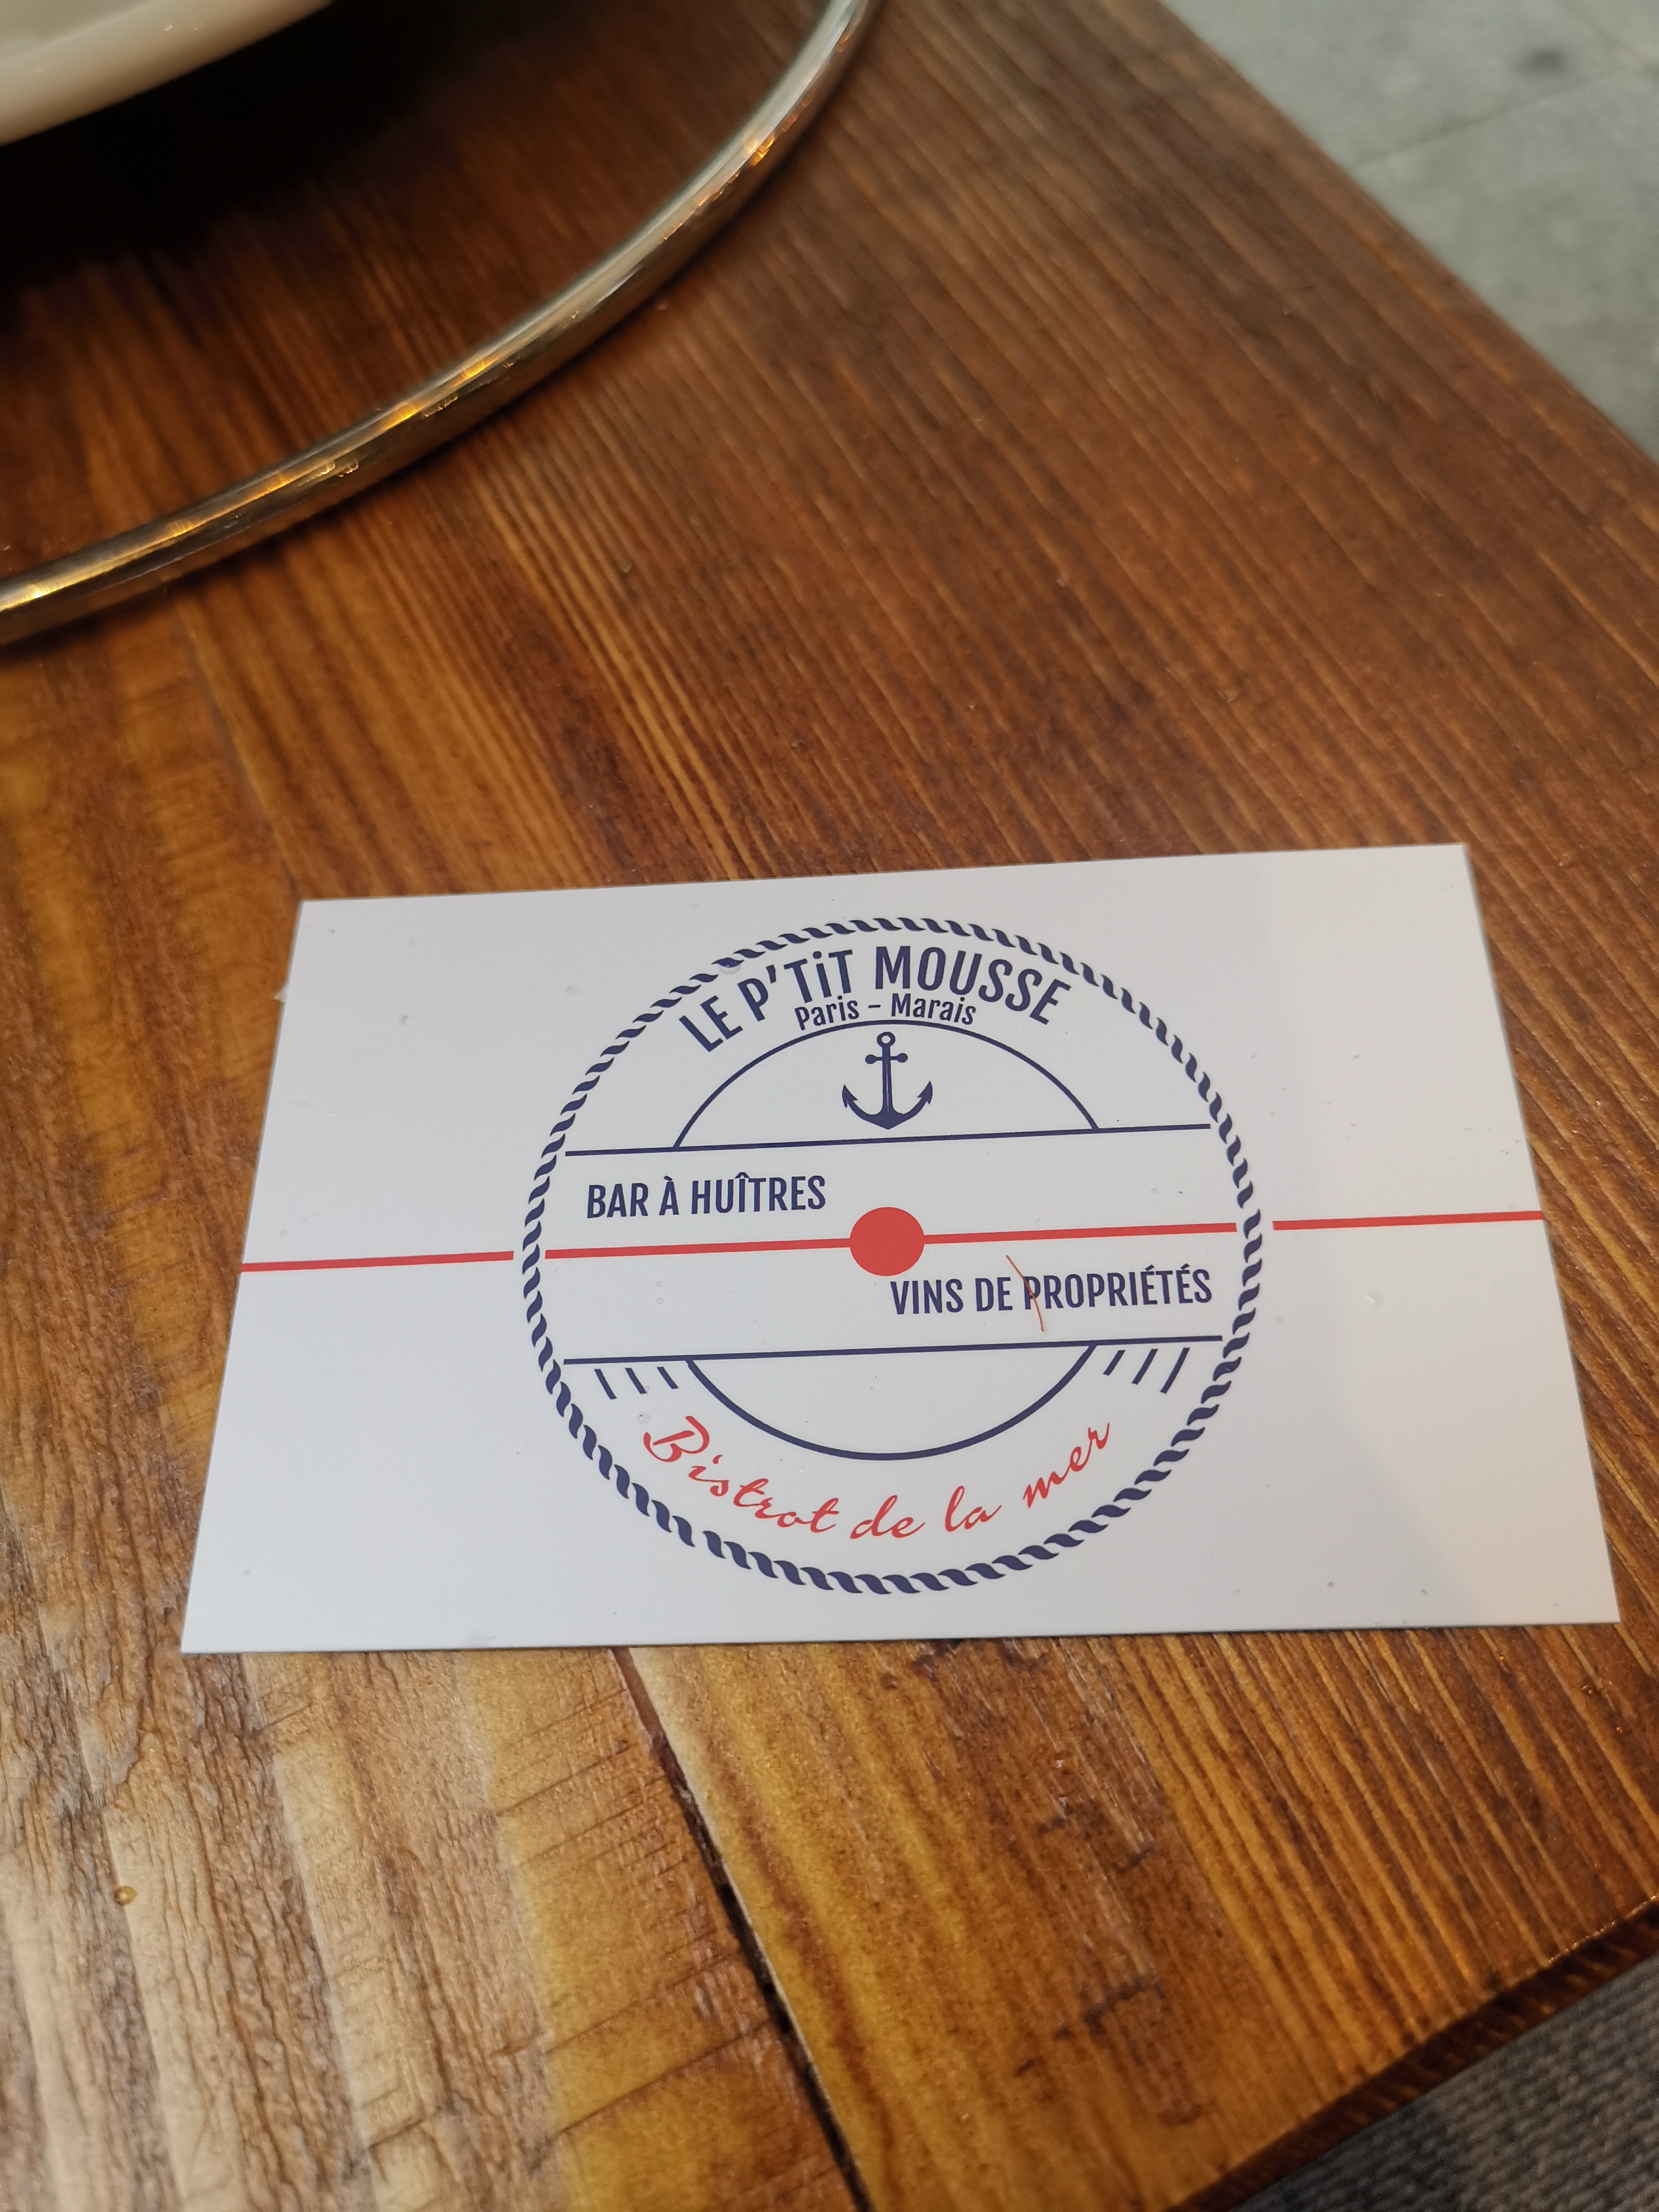 LE P'TiT MOUSSE
Paris - Marais
BAR À HUÎTRES
VINS DE PROPRIÉTÉS
Bistrot de la mer